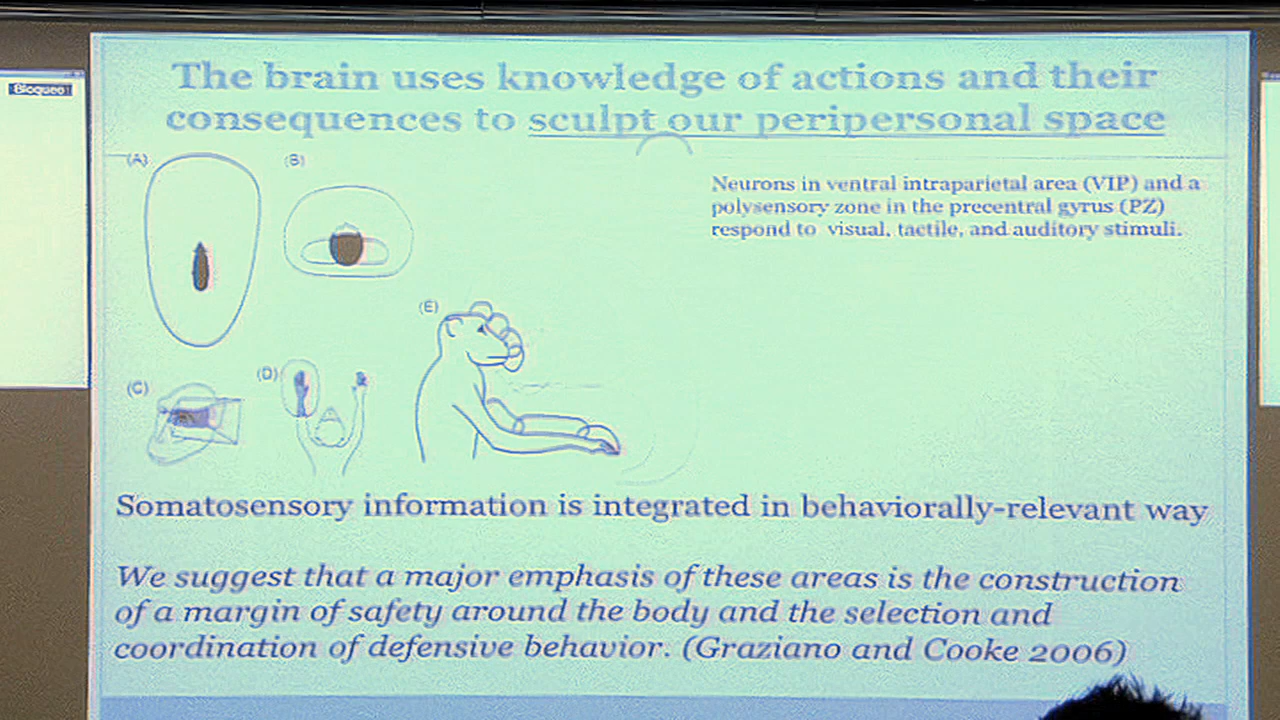 Bloqueo
The brain uses knowledge of actions and their
consequences to sculpt our peripersonal space
(A)
(B)
Neurons in ventral intraparietal area (VIP) and a
polysensory zone in the precentral gyrus (PZ)
respond to visual, tactile, and auditory stimuli.
(E)
(C)
(D)
Somatosensory information is integrated in behaviorally-relevant way
We suggest that a major emphasis of these areas is the construction
of a margin of safety around the body and the selection and
coordination of defensive behavior. (Graziano and Cooke 2006)